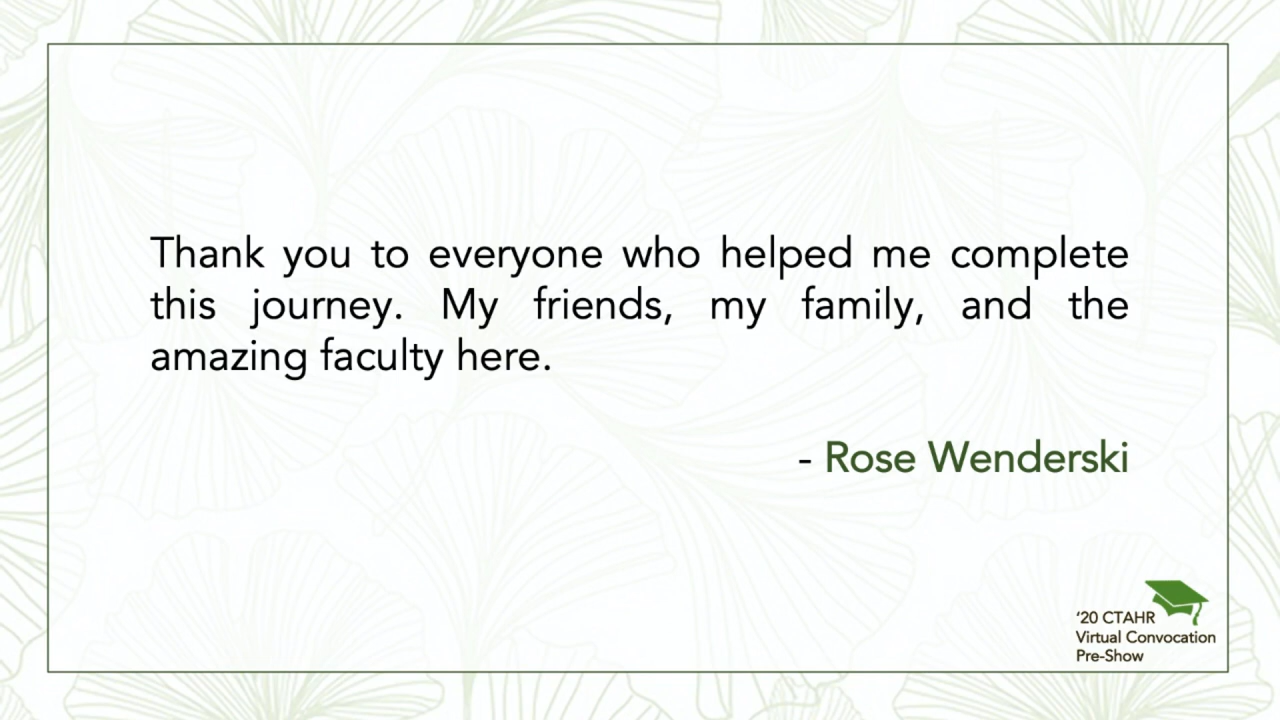 Thank you to everyone who helped me complete
this journey. My friends, my family, and the
amazing faculty here.
- Rose Wenderski
‘20 CTAHR
Virtual Convocation
Pre-Show